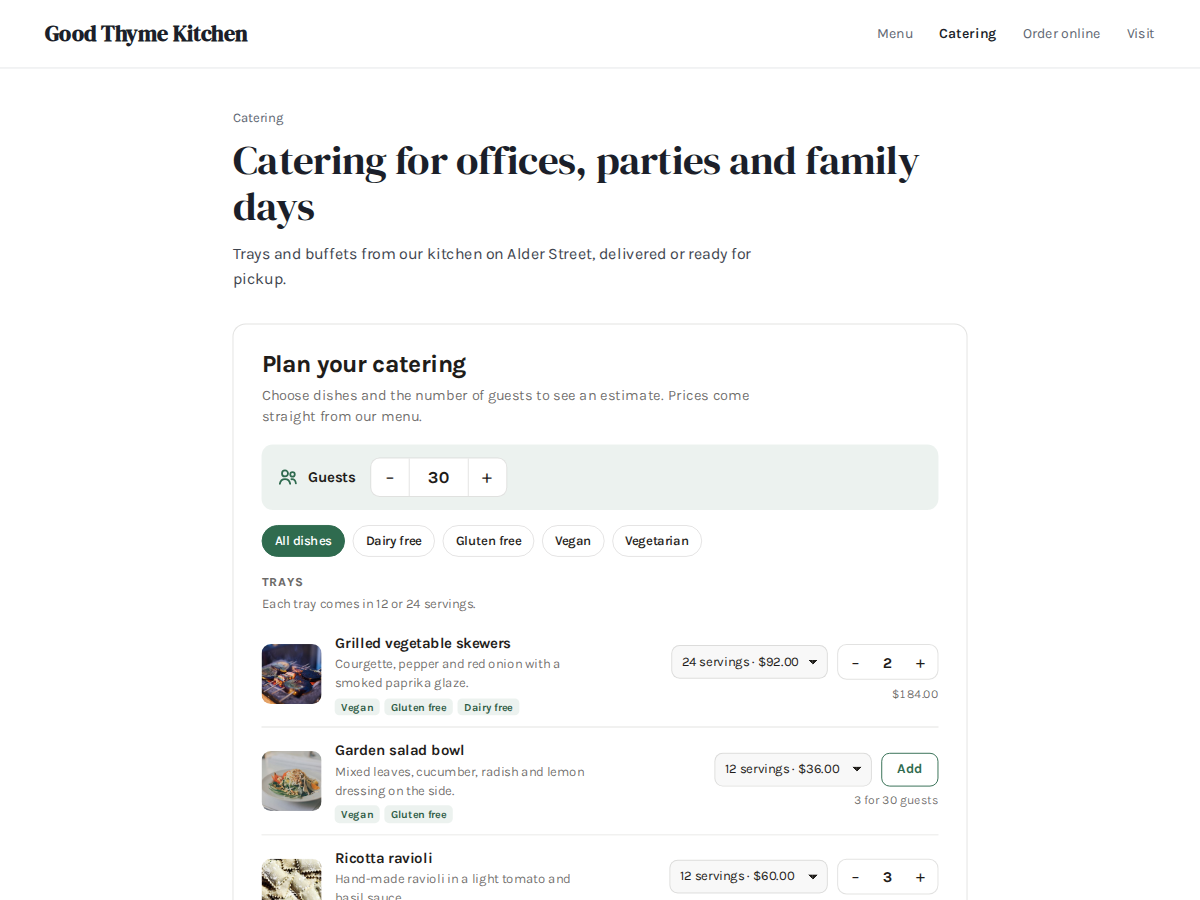 Good Thyme Kitchen
Menu
Catering
Order online
Visit
Catering
Catering for offices, parties and family
days
Trays and buffets from our kitchen on Alder Street, delivered or ready for
pickup.
Plan your catering
Choose dishes and the number of guests to see an estimate. Prices come
straight from our menu.
Guests
-
30
+
All dishes
Dairy free
Gluten free
Vegan
Vegetarian
TRAYS
Each tray comes in 12 or 24 servings.
Grilled vegetable skewers
Courgette, pepper and red onion with a
smoked paprika glaze.
Vegan
Gluten free
Dairy free
24 servings · $92.00
-
2
+
$184.00
Garden salad bowl
Mixed leaves, cucumber, radish and lemon
dressing on the side.
Vegan
Gluten free
12 servings · $36.00
Add
3 for 30 guests
Ricotta ravioli
Hand-made ravioli in a light tomato and
basil sauce.
12 servings · $60.00
-
3
+